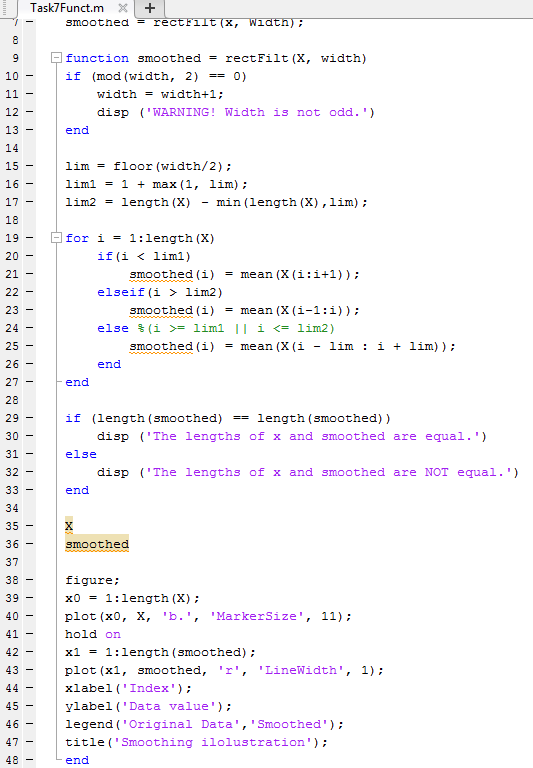 Task7Funct.m
7 smoothed = rectFilt(x, Width);
8
9 function smoothed = rectFilt(X, width)
10 if (mod(width, 2) == 0)
11     width = width+1;
12     disp ('WARNING! Width is not odd.')
13 end
14
15 lim = floor(width/2);
16 lim1 = 1 + max(1, lim);
17 lim2 = length(X) - min(length(X),lim);
18
19 for i = 1:length(X)
20     if(i < lim1)
21         smoothed(i) = mean(X(i:i+1));
22     elseif(i > lim2)
23         smoothed(i) = mean(X(i-1:i));
24     else %(i >= lim1 || i <= lim2)
25         smoothed(i) = mean(X(i - lim : i + lim));
26     end
27 end
28
29 if (length(smoothed) == length(smoothed))
30     disp ('The lengths of x and smoothed are equal.')
31 else
32     disp ('The lengths of x and smoothed are NOT equal.')
33 end
34
35 X
36 smoothed
37
38 figure;
39 x0 = 1:length(X);
40 plot(x0, X, 'b.', 'MarkerSize', 11);
41 hold on
42 x1 = 1:length(smoothed);
43 plot(x1, smoothed, 'r', 'LineWidth', 1);
44 xlabel('Index');
45 ylabel('Data value');
46 legend('Original Data','Smoothed');
47 title('Smoothing ilolustration');
48 end